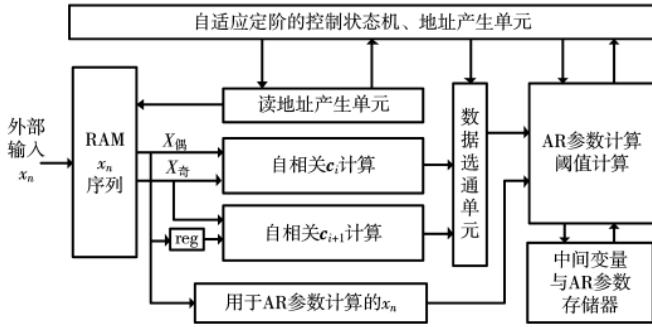 自适应定阶的控制状态机、地址产生单元
读地址产生单元
外部
输入
xₙ
RAM
xₙ
序列
X偶
X奇
自相关cᵢ计算
reg
自相关cᵢ₊₁计算
用于AR参数计算的xₙ
数
据
选
通
单
元
AR参数计算
阈值计算
中间变量
与AR参数
存储器